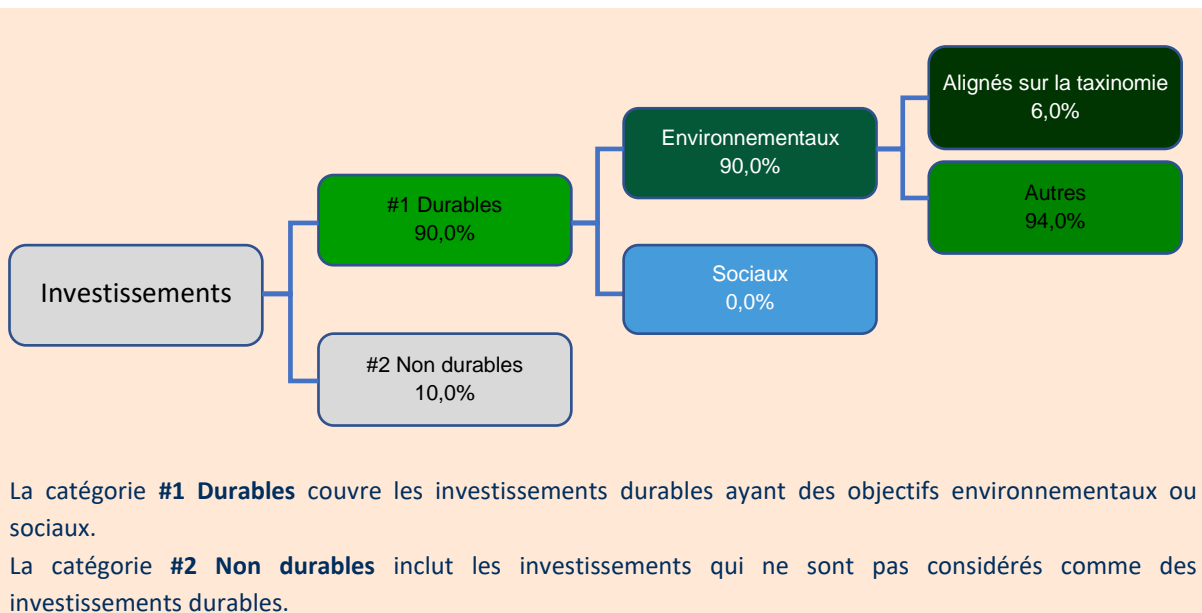 Alignés sur la taxinomie
6,0%
Environnementaux
90,0%
Autres
94,0%
#1 Durables
90,0%
Sociaux
0,0%
Investissements
#2 Non durables
10,0%
La catégorie #1 Durables couvre les investissements durables ayant des objectifs environnementaux ou
sociaux.
La catégorie #2 Non durables inclut les investissements qui ne sont pas considérés comme des
investissements durables.